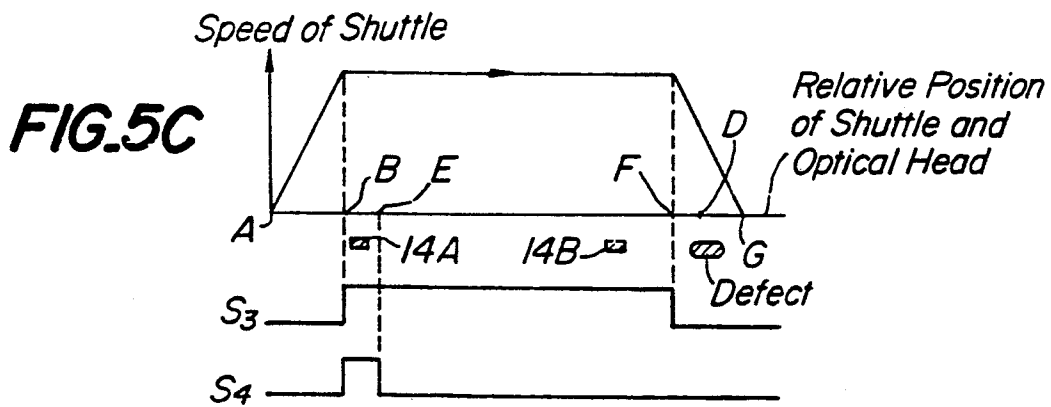 Speed of Shuttle
FIG.5C
Relative Position
of Shuttle and
Optical Head
D
B
E
F
A
G
14A
14B
Defect
S3
S4